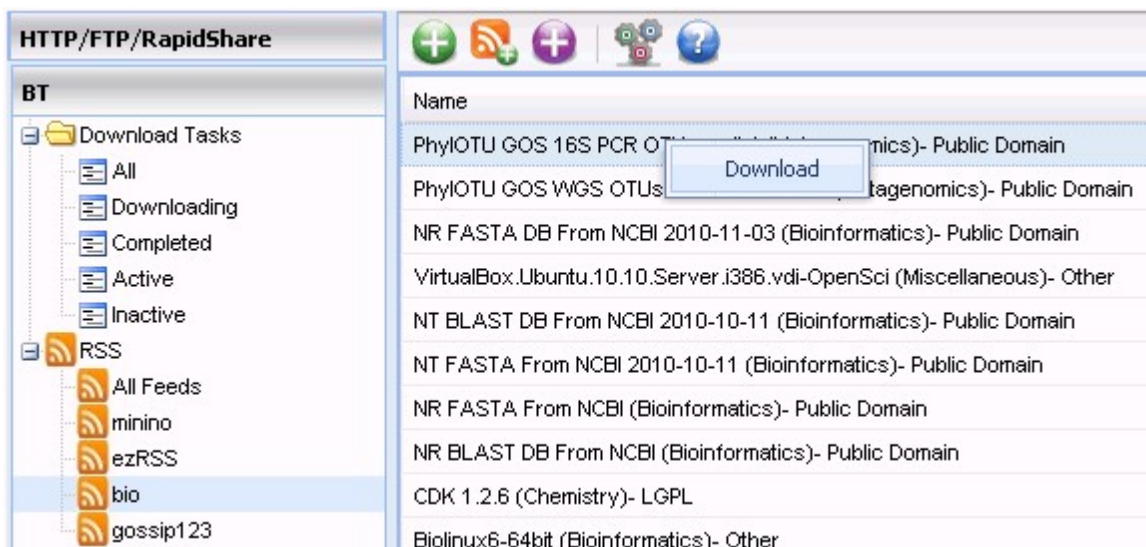 HTTP/FTP/RapidShare
BT
Download Tasks
All
Downloading
Completed
Active
Inactive
RSS
All Feeds
minino
ezRSS
bio
gossip123
Name
PhylOTU GOS 16S PCR nics)- Public Domain
Download
PhylOTU GOS WGS OTUs tagenomics)- Public Domain
NR FASTA DB From NCBI 2010-11-03 (Bioinformatics)- Public Domain
VirtualBox.Ubuntu.10.10.Server.i386.vdi-OpenSci (Miscellaneous)- Other
NT BLAST DB From NCBI 2010-10-11 (Bioinformatics)- Public Domain
NT FASTA From NCBI 2010-10-11 (Bioinformatics)- Public Domain
NR FASTA From NCBI (Bioinformatics)- Public Domain
NR BLAST DB From NCBI (Bioinformatics)- Public Domain
CDK 1.2.6 (Chemistry)- LGPL
Biolinux6-64bit (Bioinformatics)- Other